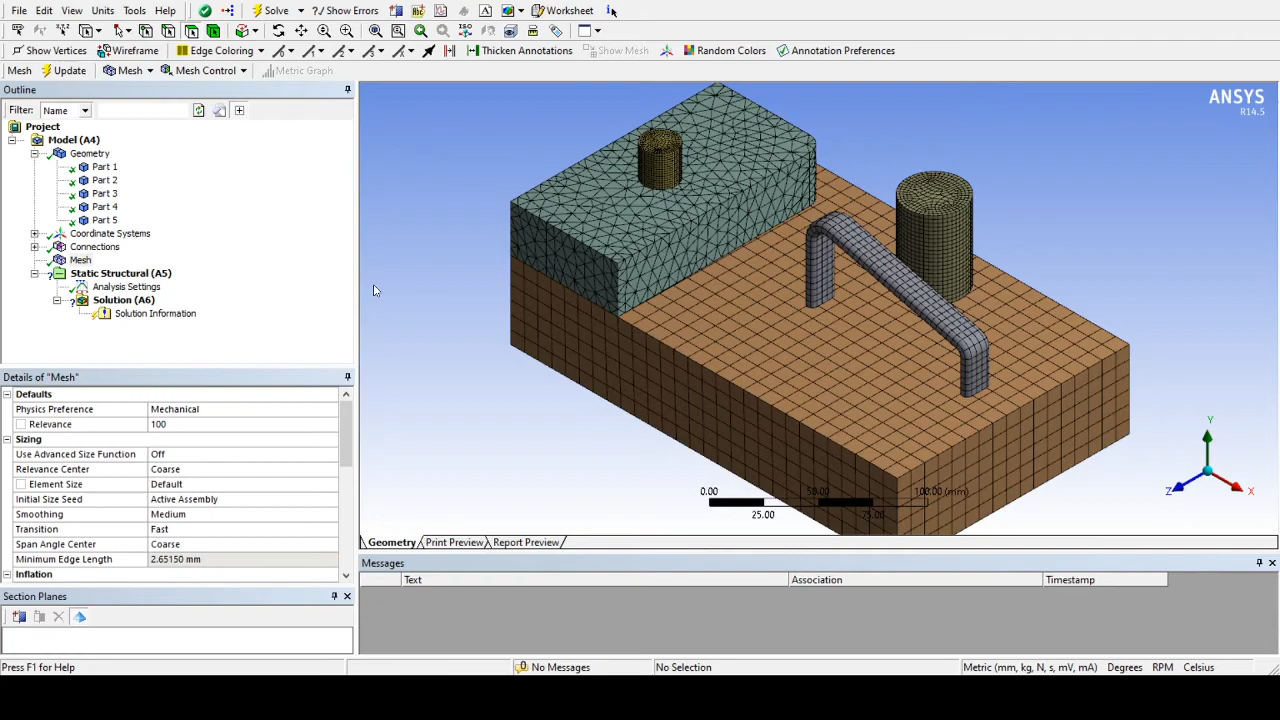 File Edit View Units Tools Help Solve Show Errors Worksheet
Show Vertices Wireframe Edge Coloring Thicken Annotations Show Mesh Random Colors Annotation Preferences
Mesh Update Mesh Mesh Control Metric Graph
Outline
Filter: Name
Project
Model (A4)
Geometry
Part 1
Part 2
Part 3
Part 4
Part 5
Coordinate Systems
Connections
Mesh
Static Structural (A5)
Analysis Settings
Solution (A6)
Solution Information
Details of "Mesh"
Defaults
Physics Preference Mechanical
Relevance 100
Sizing
Use Advanced Size Function Off
Relevance Center Coarse
Element Size Default
Initial Size Seed Active Assembly
Smoothing Medium
Transition Fast
Span Angle Center Coarse
Minimum Edge Length 2.65150 mm
Inflation
Section Planes
Press F1 for Help
ANSYS
R14.5
0.00 50.00 100.00 (mm)
25.00 75.00
Y
Z X
Geometry Print Preview Report Preview
Messages
Text Association Timestamp
No Messages No Selection Metric (mm, kg, N, s, mV, mA) Degrees RPM Celsius